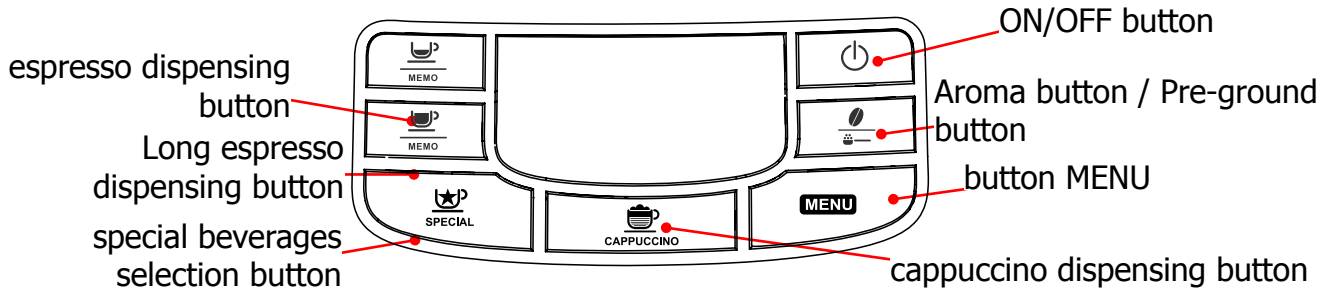 ON/OFF button
espresso dispensing
button
MEMO
Aroma button / Pre-ground
button
MEMO
Long espresso
dispensing button
button MENU
MENU
SPECIAL
CAPPUCCINO
special beverages
selection button
cappuccino dispensing button